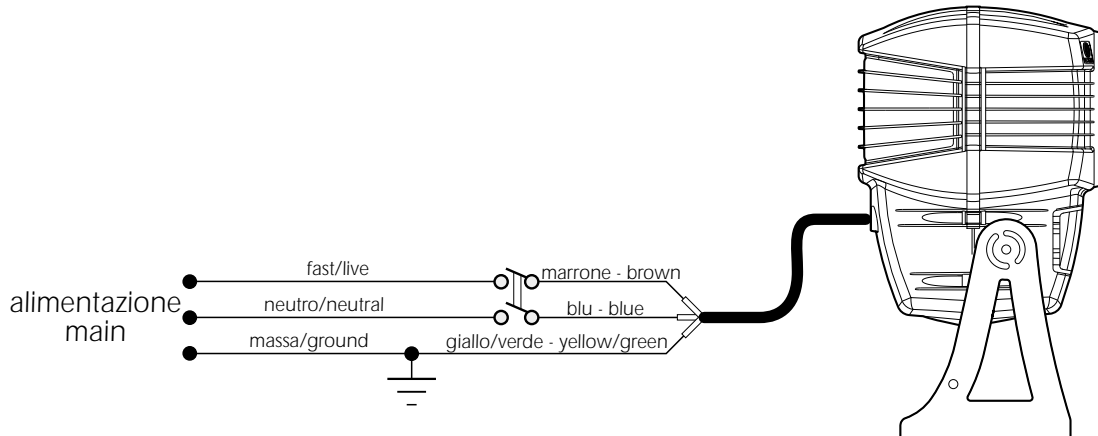 fast/live
marrone - brown
alimentazione
main
neutro/neutral
blu - blue
massa/ground
giallo/verde - yellow/green